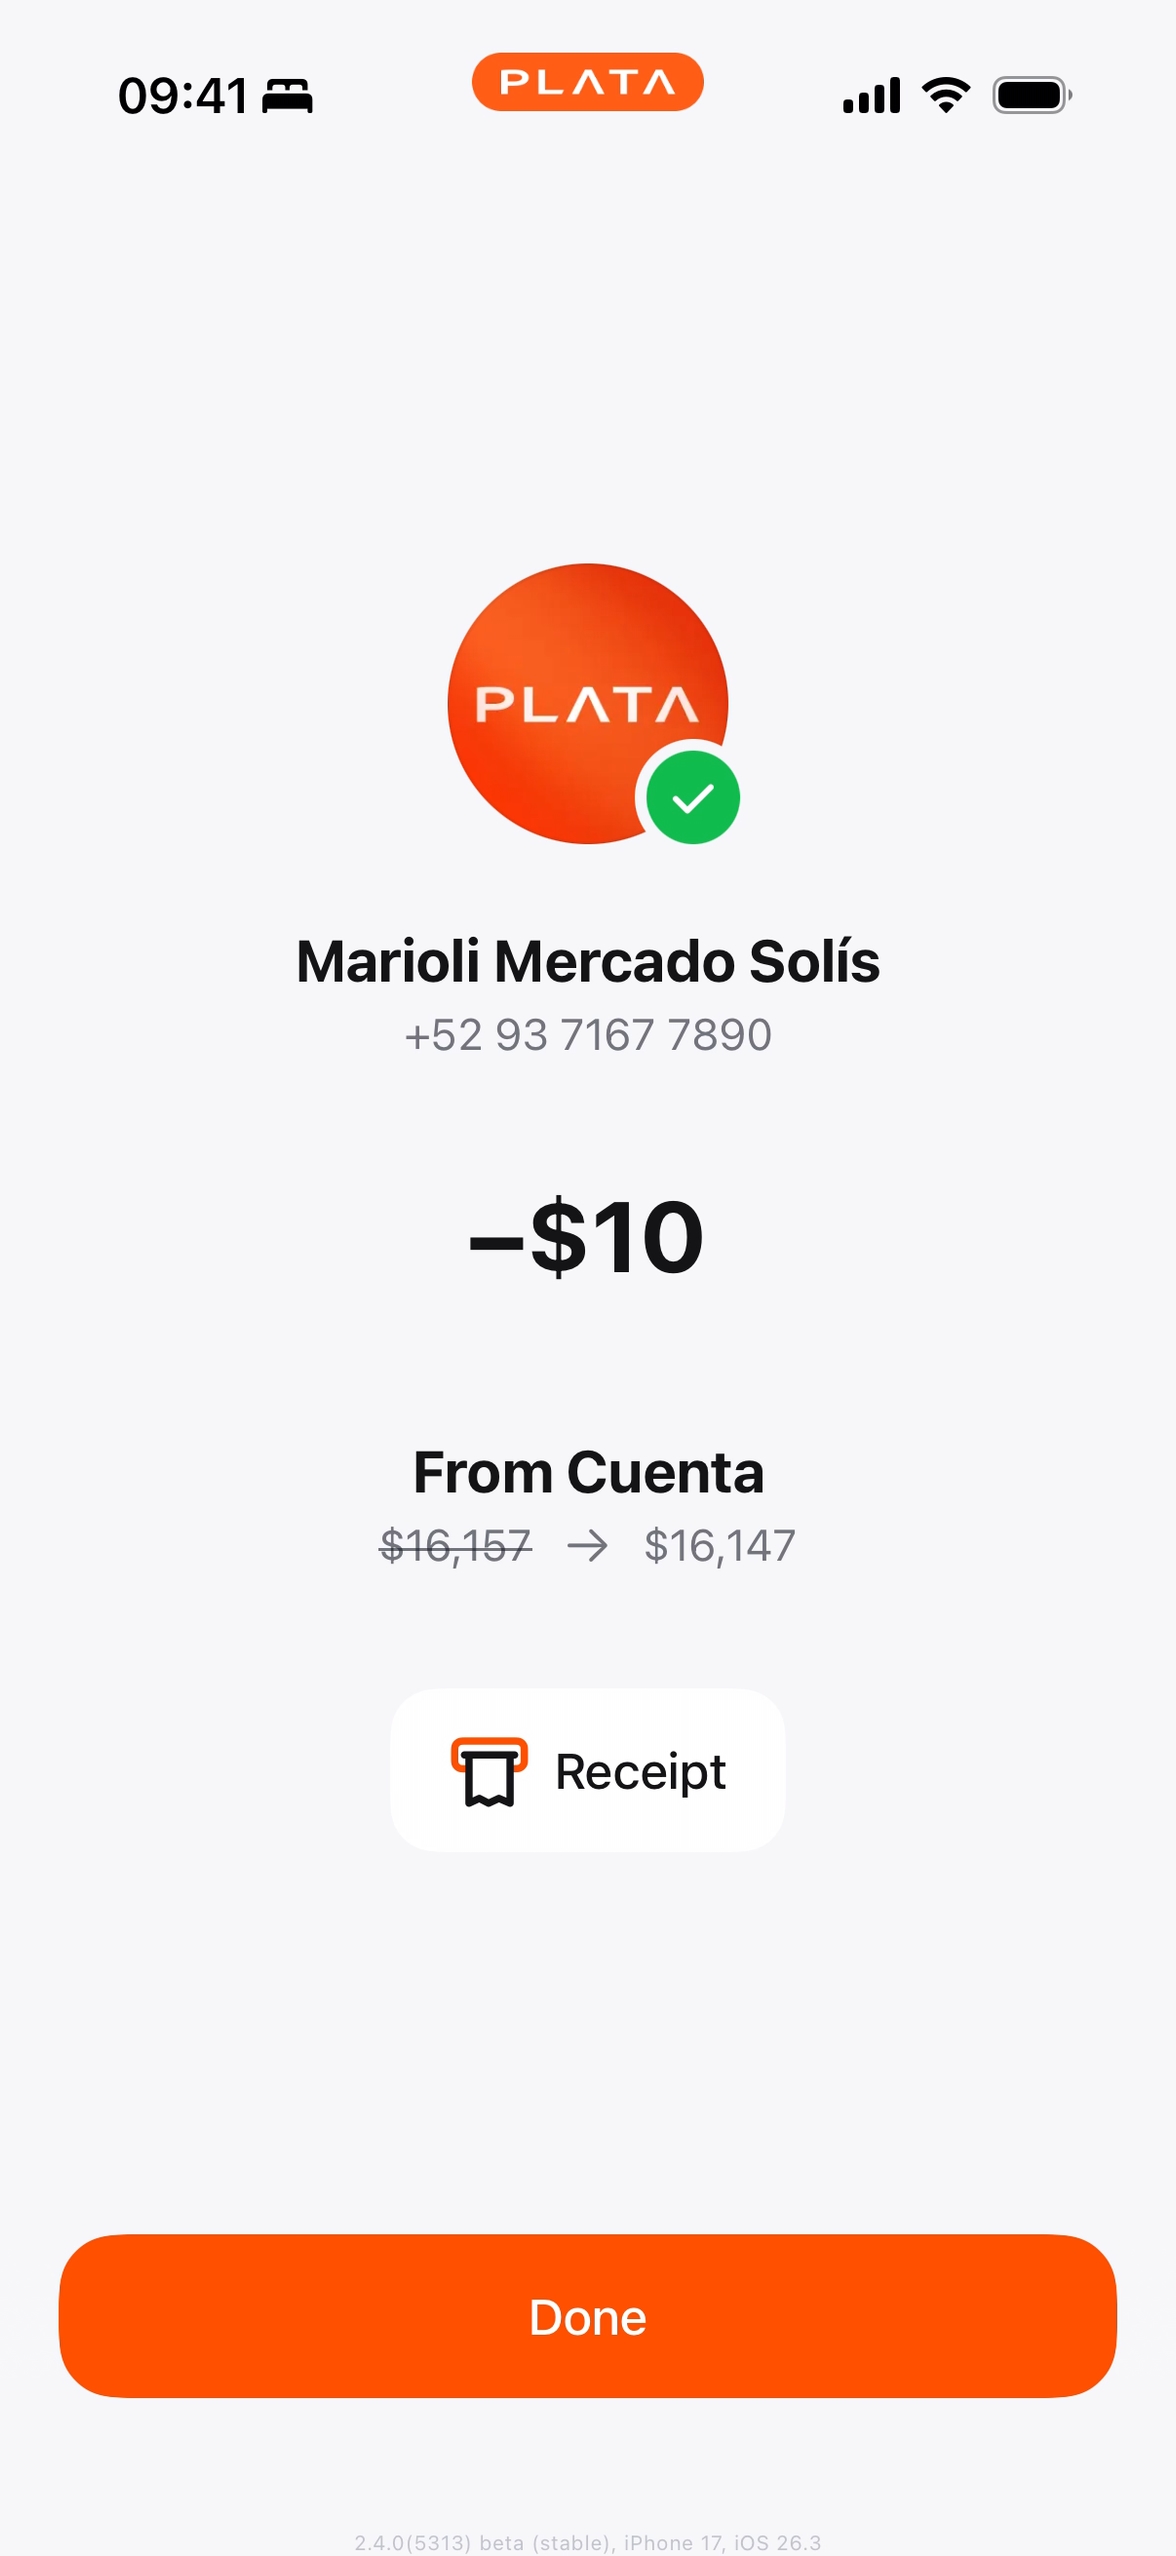 09:41
PLATA
PLATA
Marioli Mercado Solís
+52 93 7167 7890
–$10
From Cuenta
$16,157 → $16,147
Receipt
Done
2.4.0(5313) beta (stable), iPhone 17, iOS 26.3